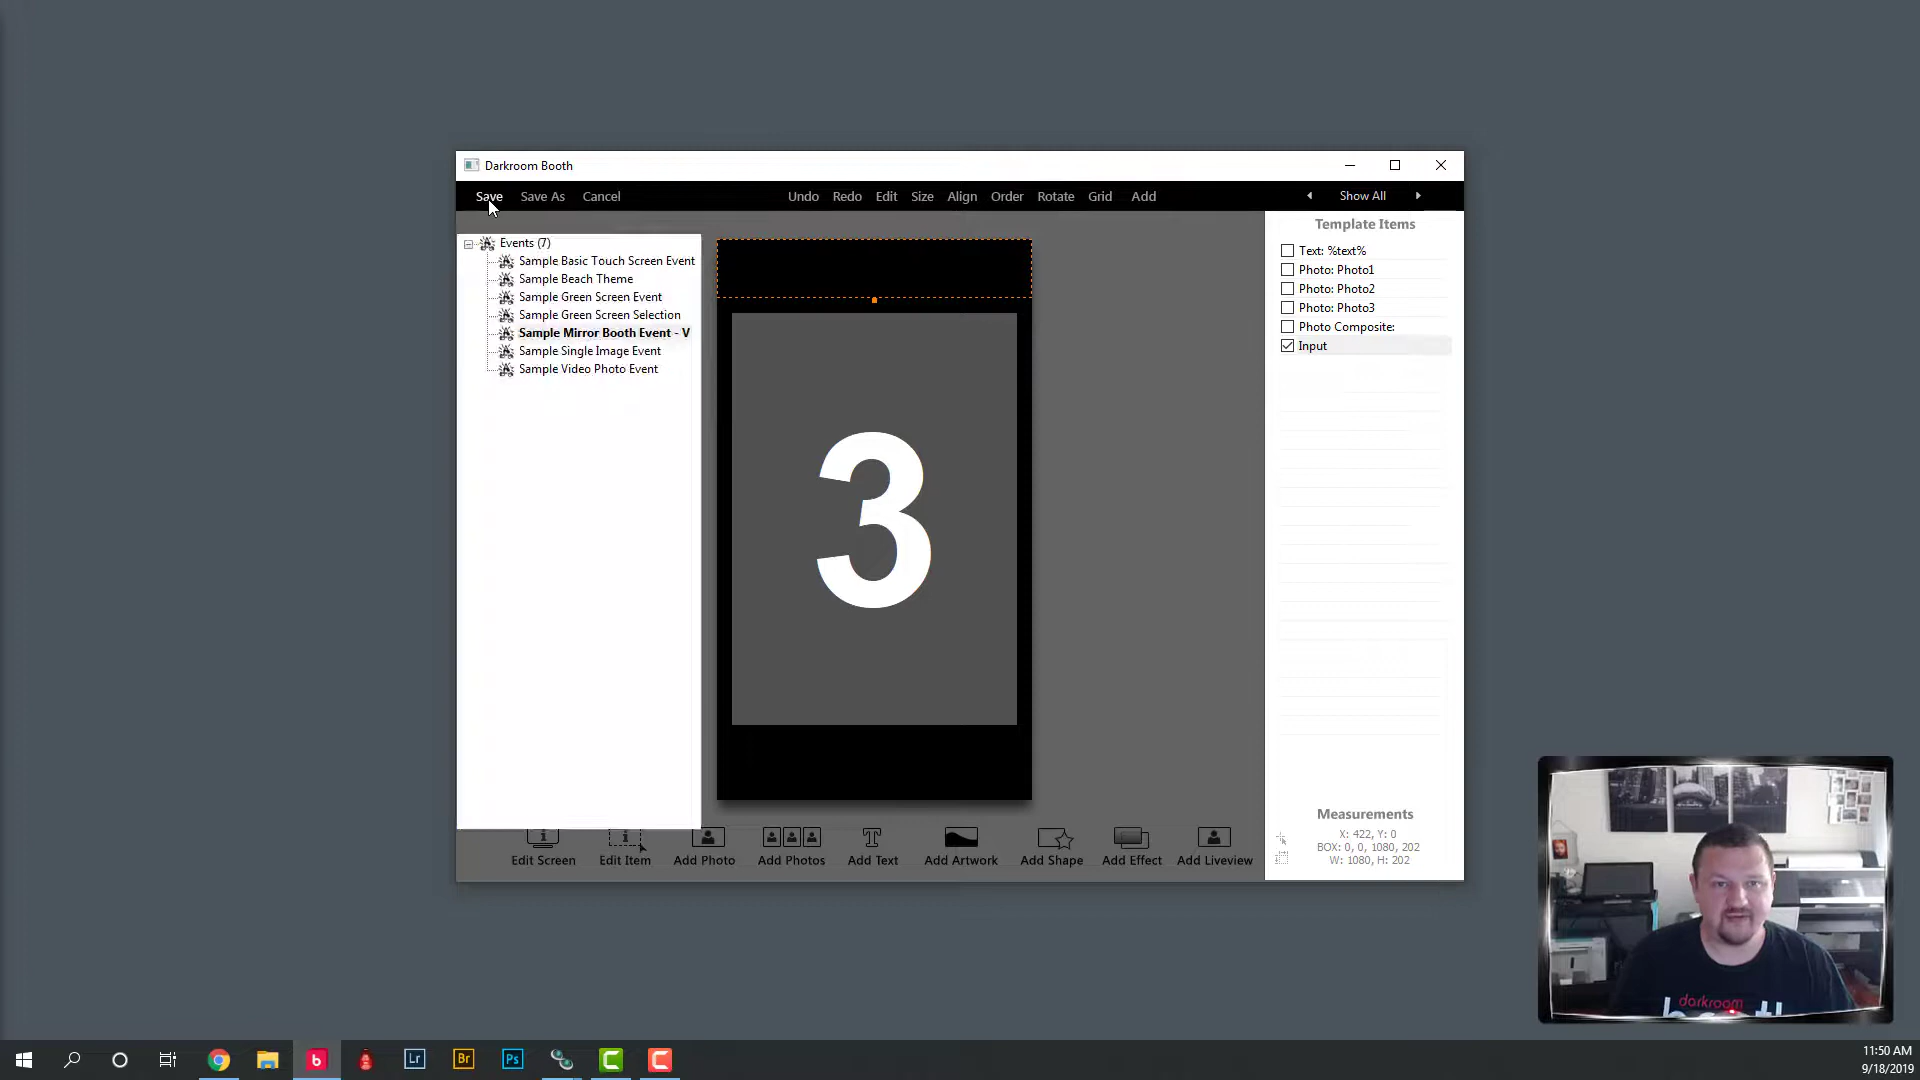 Darkroom Booth
Save Save As Cancel Undo Redo Edit Size Align Order Rotate Grid Add Show All
Template Items
Events (7)
Sample Basic Touch Screen Event
Sample Beach Theme
Sample Green Screen Event
Sample Green Screen Selection
Sample Mirror Booth Event - V
Sample Single Image Event
Sample Video Photo Event
3
Text: %text%
Photo: Photo1
Photo: Photo2
Photo: Photo3
Photo Composite:
Input
Measurements
X: 422, Y: 0
BOX: 0, 0, 1080, 202
W: 1080, H: 202
Edit Screen Edit Item Add Photo Add Photos Add Text Add Artwork Add Shape Add Effect Add Liveview
darkroom
b
Lr Br Ps
11:50 AM
9/18/2019